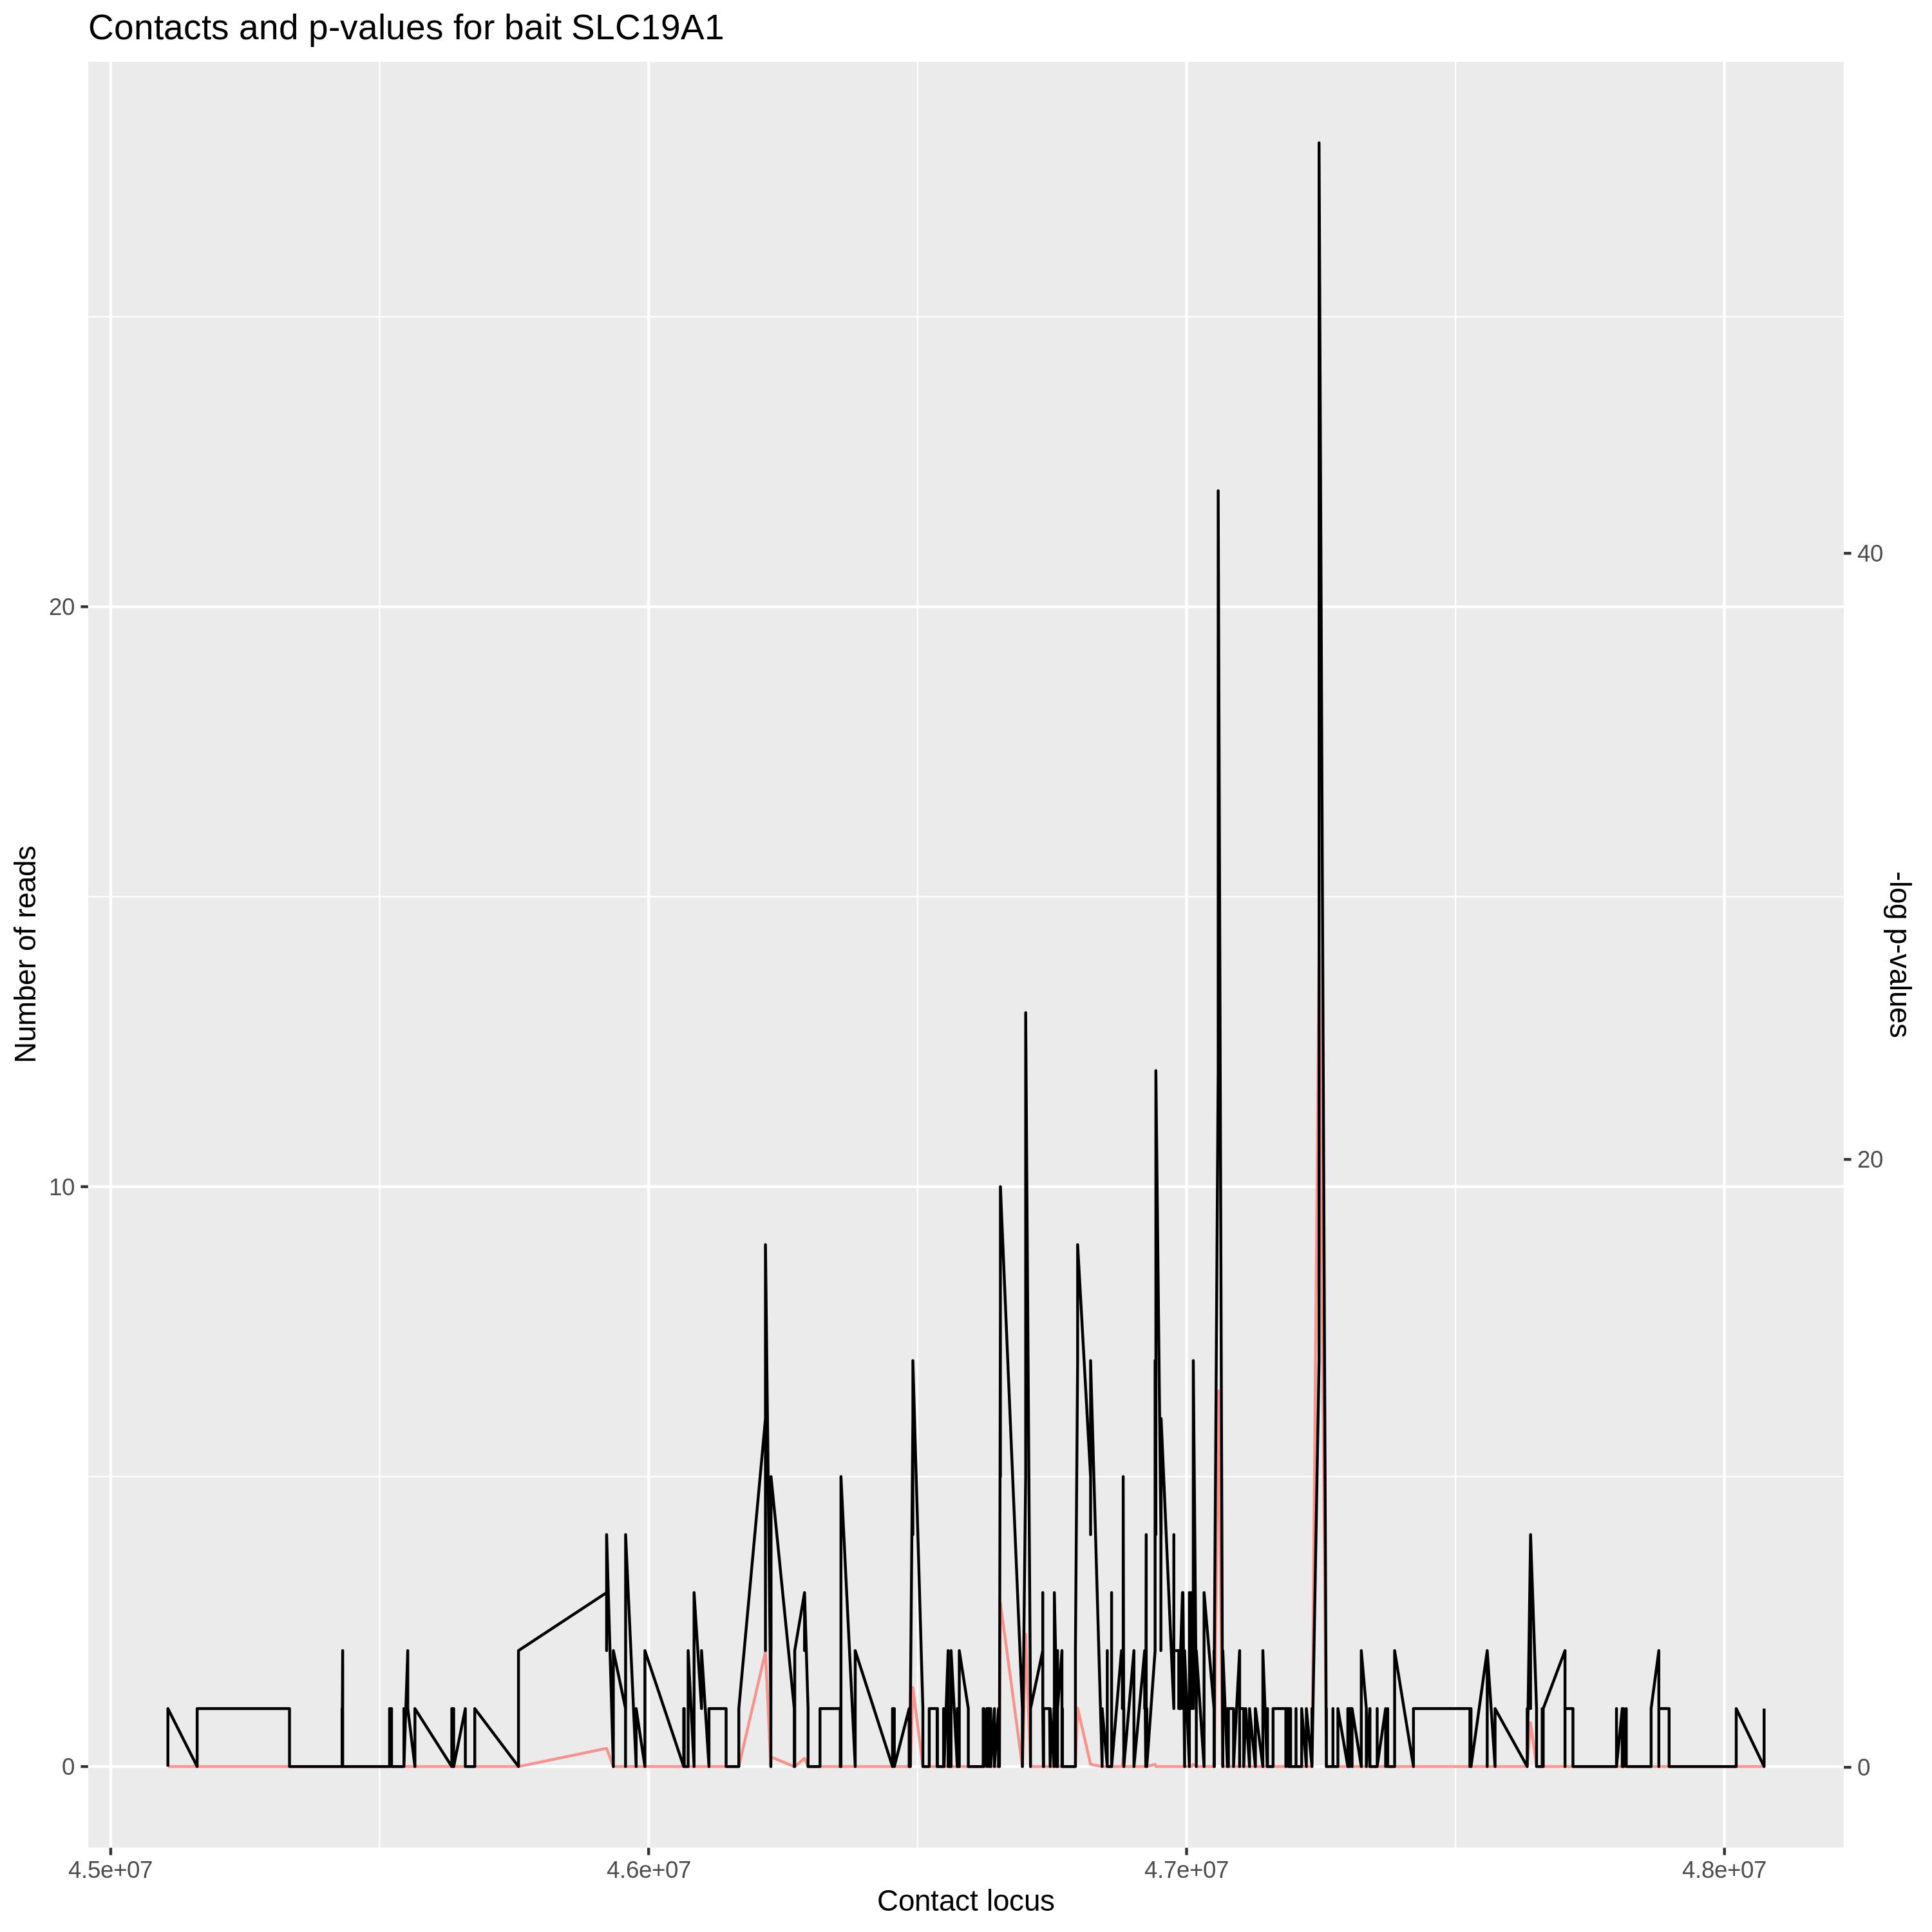 Contacts and p-values for bait SLC19A1
Number of reads
20
10
0
40
20
0
-log p-values
4.5e+07
4.6e+07
4.7e+07
4.8e+07
Contact locus